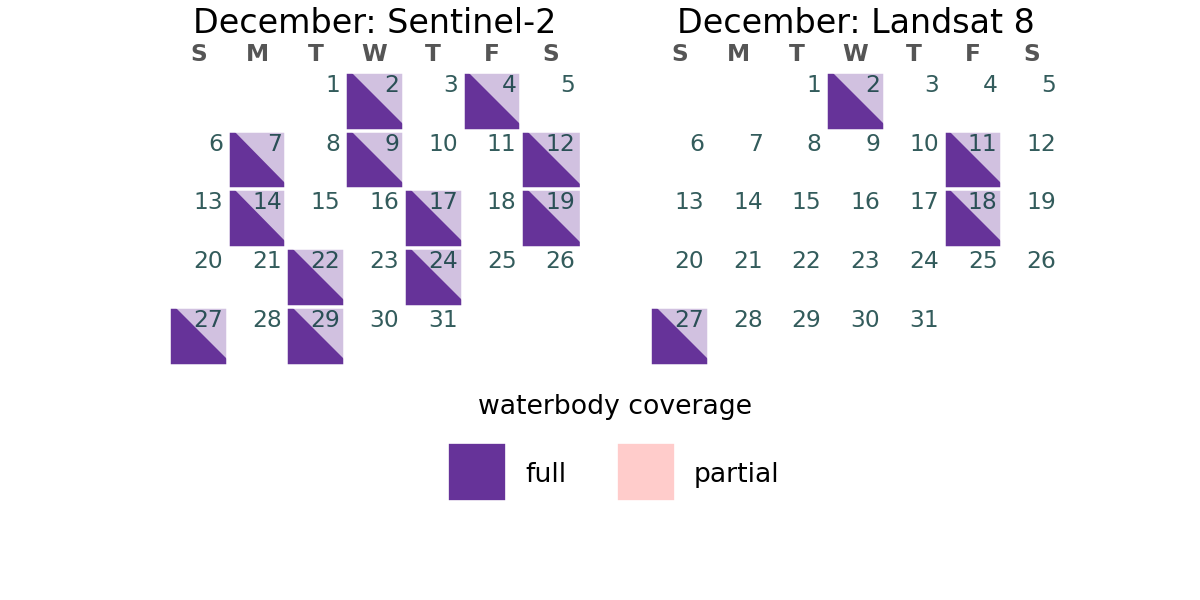 December: Sentinel-2
S M T W T F S
1 2 3 4 5
6 7 8 9 10 11 12
13 14 15 16 17 18 19
20 21 22 23 24 25 26
27 28 29 30 31
December: Landsat 8
S M T W T F S
1 2 3 4 5
6 7 8 9 10 11 12
13 14 15 16 17 18 19
20 21 22 23 24 25 26
27 28 29 30 31
waterbody coverage
full partial